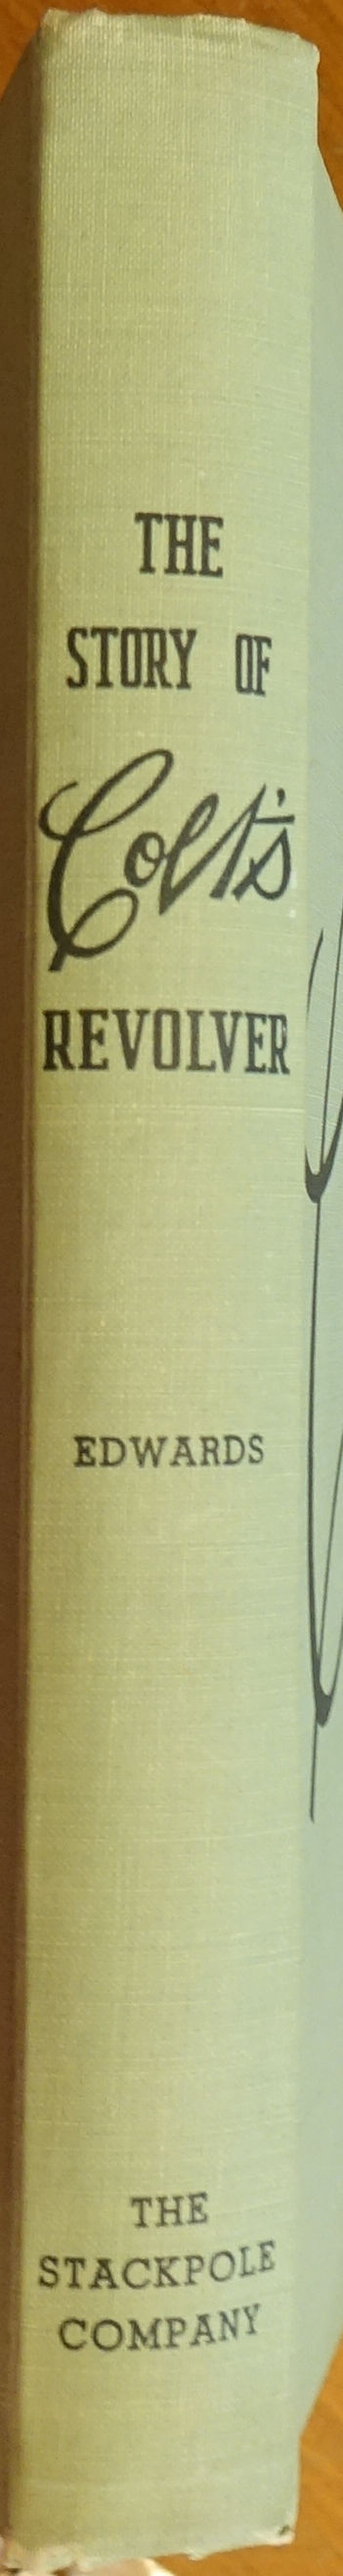 THE
STORY OF
Colt's
REVOLVER
EDWARDS
THE
STACKPOLE
COMPANY